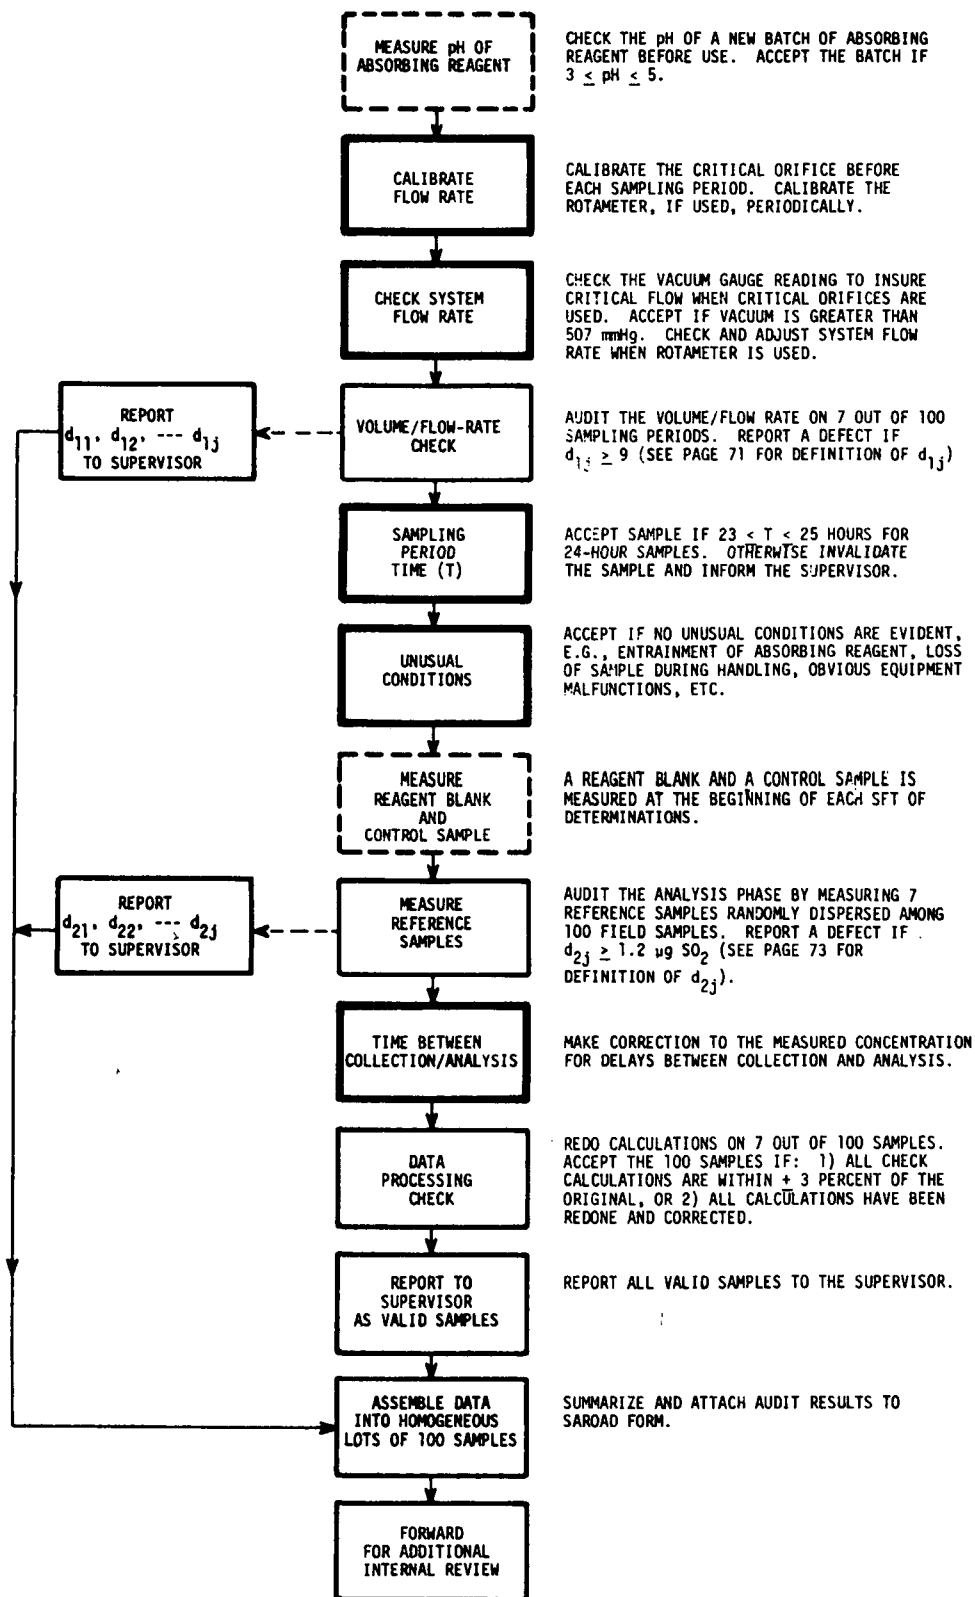 MEASURE pH OF
ABSORBING REAGENT
CHECK THE pH OF A NEW BATCH OF ABSORBING
REAGENT BEFORE USE. ACCEPT THE BATCH IF
3 ≤ pH ≤ 5.
CALIBRATE
FLOW RATE
CALIBRATE THE CRITICAL ORIFICE BEFORE
EACH SAMPLING PERIOD. CALIBRATE THE
ROTAMETER, IF USED, PERIODICALLY.
CHECK SYSTEM
FLOW RATE
CHECK THE VACUUM GAUGE READING TO INSURE
CRITICAL FLOW WHEN CRITICAL ORIFICES ARE
USED. ACCEPT IF VACUUM IS GREATER THAN
507 mmHg. CHECK AND ADJUST SYSTEM FLOW
RATE WHEN ROTAMETER IS USED.
REPORT
d11, d12, --- d1j
TO SUPERVISOR
VOLUME/FLOW-RATE
CHECK
AUDIT THE VOLUME/FLOW RATE ON 7 OUT OF 100
SAMPLING PERIODS. REPORT A DEFECT IF
d1j ≥ 9 (SEE PAGE 71 FOR DEFINITION OF d1j)
SAMPLING
PERIOD
TIME (T)
ACCEPT SAMPLE IF 23 ≤ T ≤ 25 HOURS FOR
24-HOUR SAMPLES. OTHERWISE INVALIDATE
THE SAMPLE AND INFORM THE SUPERVISOR.
UNUSUAL
CONDITIONS
ACCEPT IF NO UNUSUAL CONDITIONS ARE EVIDENT,
E.G., ENTRAINMENT OF ABSORBING REAGENT, LOSS
OF SAMPLE DURING HANDLING, OBVIOUS EQUIPMENT
MALFUNCTIONS, ETC.
MEASURE
REAGENT BLANK
AND
CONTROL SAMPLE
A REAGENT BLANK AND A CONTROL SAMPLE IS
MEASURED AT THE BEGINNING OF EACH SET OF
DETERMINATIONS.
REPORT
d21, d22, --- d2j
TO SUPERVISOR
MEASURE
REFERENCE
SAMPLES
AUDIT THE ANALYSIS PHASE BY MEASURING 7
REFERENCE SAMPLES RANDOMLY DISPERSED AMONG
100 FIELD SAMPLES. REPORT A DEFECT IF
d2j ≥ 1.2 µg SO2 (SEE PAGE 73 FOR
DEFINITION OF d2j).
TIME BETWEEN
COLLECTION/ANALYSIS
MAKE CORRECTION TO THE MEASURED CONCENTRATION
FOR DELAYS BETWEEN COLLECTION AND ANALYSIS.
DATA
PROCESSING
CHECK
REDO CALCULATIONS ON 7 OUT OF 100 SAMPLES.
ACCEPT THE 100 SAMPLES IF: 1) ALL CHECK
CALCULATIONS ARE WITHIN ± 3 PERCENT OF THE
ORIGINAL, OR 2) ALL CALCULATIONS HAVE BEEN
REDONE AND CORRECTED.
REPORT TO
SUPERVISOR
AS VALID SAMPLES
REPORT ALL VALID SAMPLES TO THE SUPERVISOR.
ASSEMBLE DATA
INTO HOMOGENEOUS
LOTS OF 100 SAMPLES
SUMMARIZE AND ATTACH AUDIT RESULTS TO
SAROAD FORM.
FORWARD
FOR ADDITIONAL
INTERNAL REVIEW